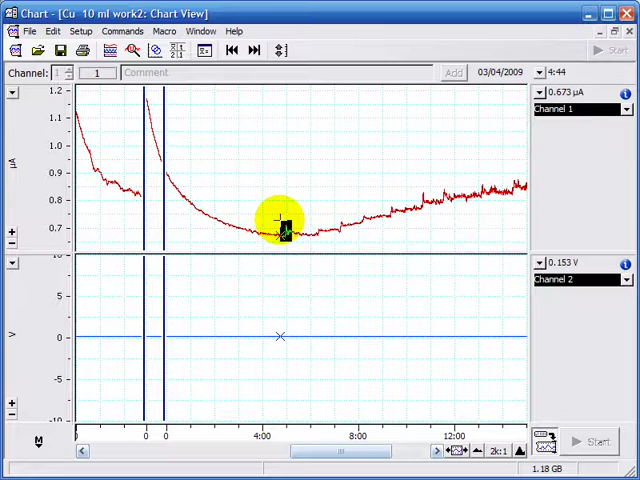 Chart - [Cu 10 ml work2: Chart View]
File Edit Setup Commands Macro Window Help
Start
Channel: 1 1 Comment Add 03/04/2009 4:44
1.2
1.1
1.0
0.9
0.8
0.7
µA
0.673 µA
Channel 1
10
5
0
-5
-10
V
0.153 V
Channel 2
0 0 0 4:00 8:00 12:00
M
2k:1
Start
1.18 GB